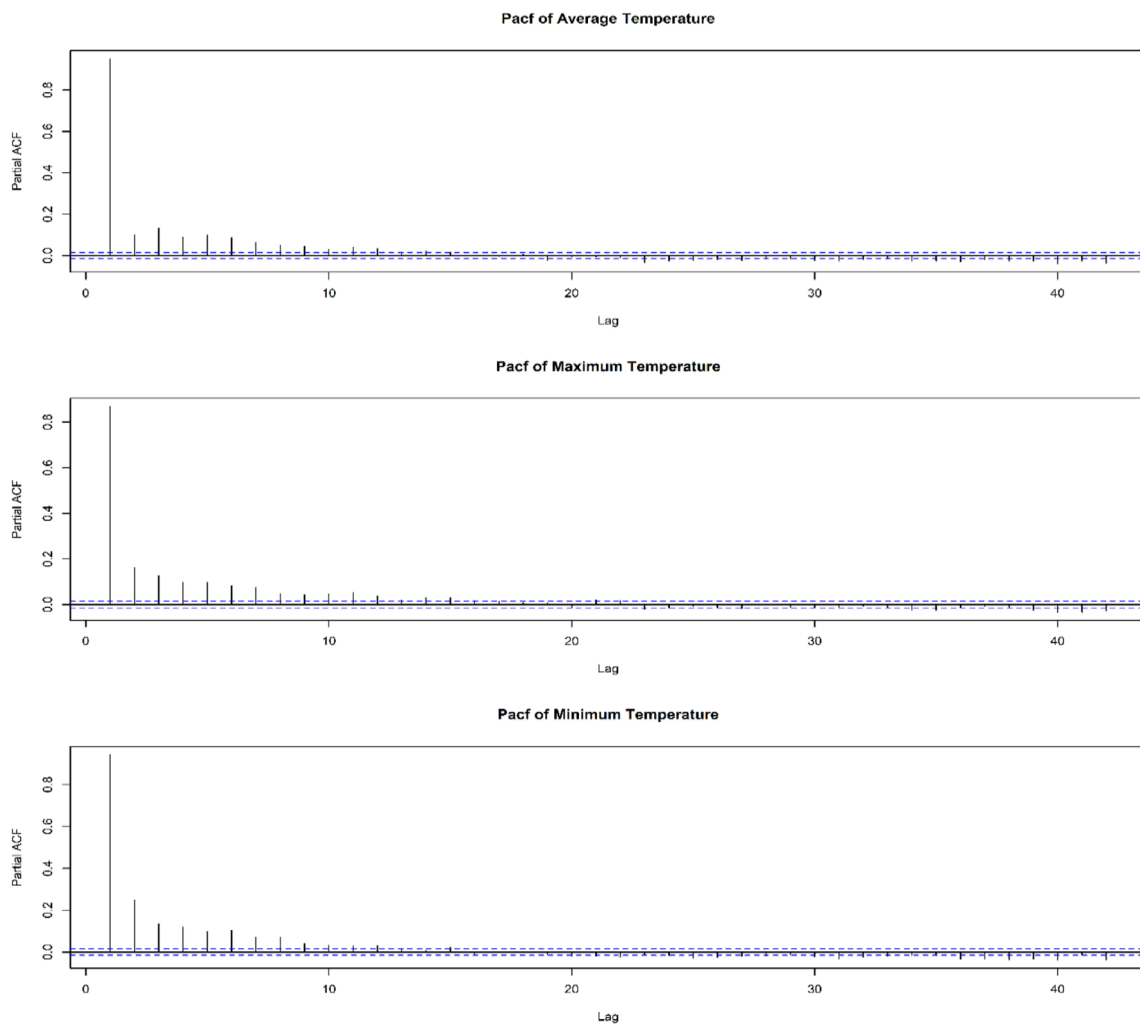 Pacf of Average Temperature
Partial ACF
0.0 0.2 0.4 0.6 0.8
0 10 20 30 40
Lag
Pacf of Maximum Temperature
Partial ACF
0.0 0.2 0.4 0.6 0.8
0 10 20 30 40
Lag
Pacf of Minimum Temperature
Partial ACF
0.0 0.2 0.4 0.6 0.8
0 10 20 30 40
Lag